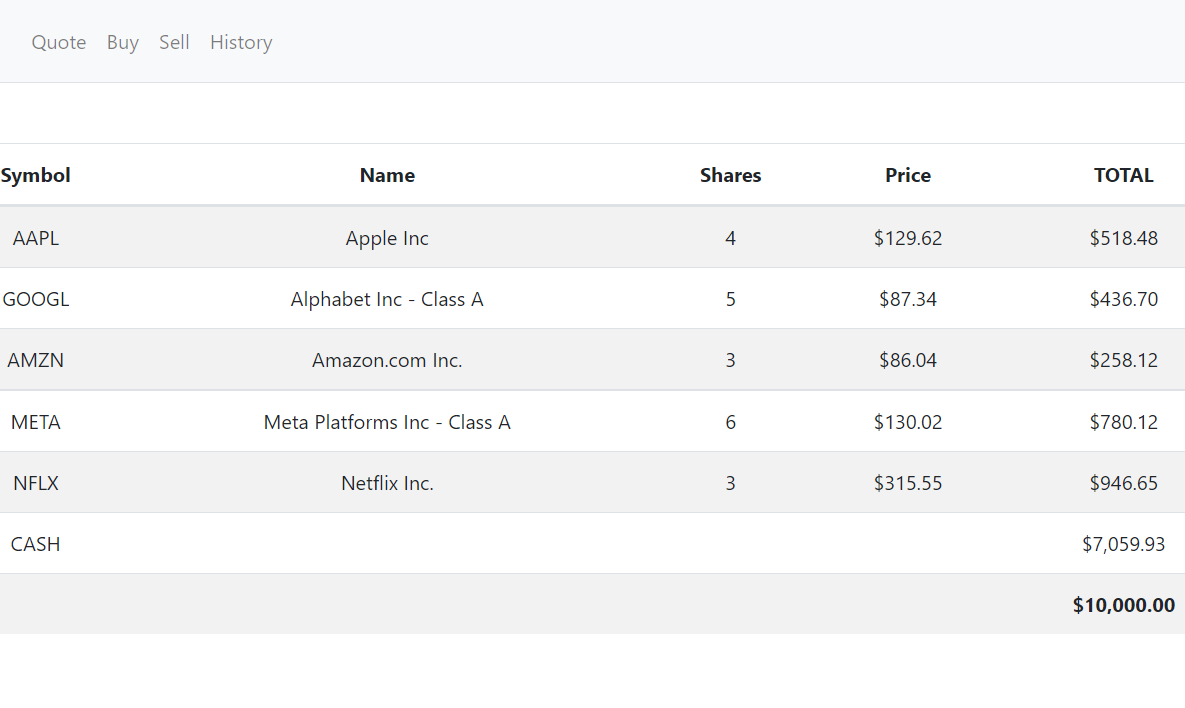 Quote Buy Sell History
Symbol Name Shares Price TOTAL
AAPL Apple Inc 4 $129.62 $518.48
GOOGL Alphabet Inc - Class A 5 $87.34 $436.70
AMZN Amazon.com Inc. 3 $86.04 $258.12
META Meta Platforms Inc - Class A 6 $130.02 $780.12
NFLX Netflix Inc. 3 $315.55 $946.65
CASH $7,059.93
$10,000.00